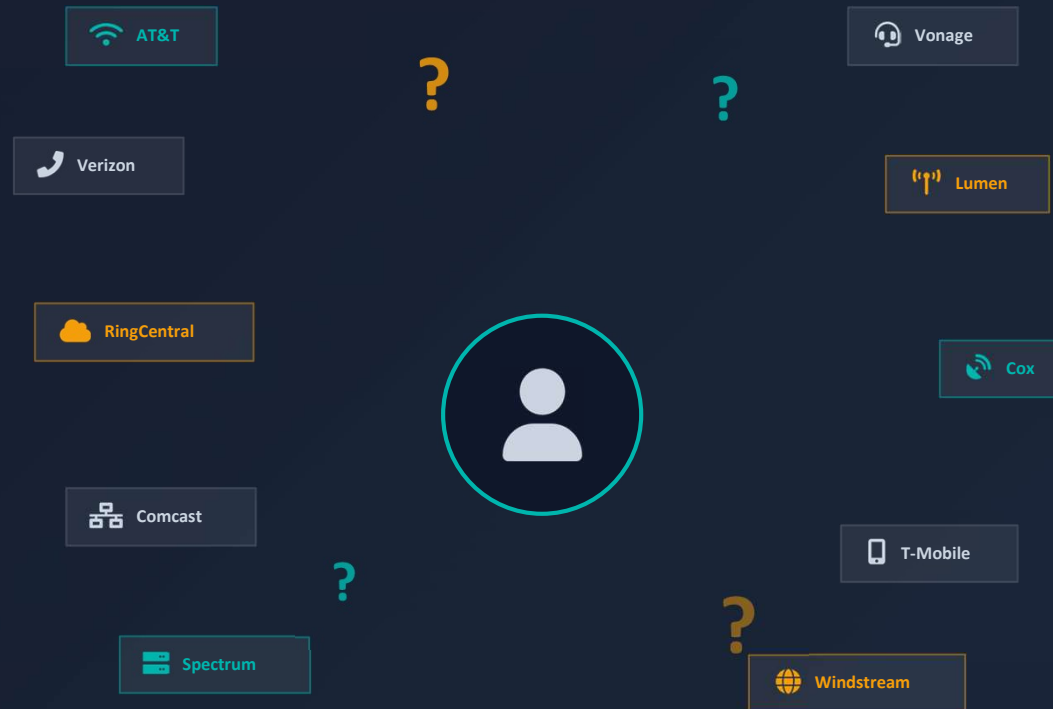 AT&T
Vonage
?
?
Verizon
Lumen
RingCentral
Cox
Comcast
T-Mobile
?
?
Spectrum
Windstream